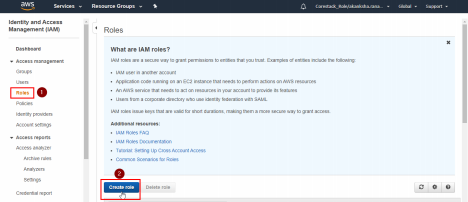 aws
Services
Resource Groups
Global
Support
Identity and Access
Management (IAM)
Dashboard
Access management
Groups
Users
Roles
1
Policies
Identity providers
Account settings
Access reports
Access analyzer
Archive rules
Analyzers
Settings
Credential report
Roles
What are IAM roles?
IAM roles are a secure way to grant permissions to entities that you trust. Examples of entities include the following:
IAM user in another account
Application code running on an EC2 instance that needs to perform actions on AWS resources
An AWS service that needs to act on resources in your account to provide its features
Users from a corporate directory who use identity federation with SAML
IAM roles issue keys that are valid for short durations, making them a more secure way to grant access.
Additional resources:
IAM Roles FAQ
IAM Roles Documentation
Tutorial: Setting Up Cross Account Access
Common Scenarios for Roles
2
Create role
Delete role